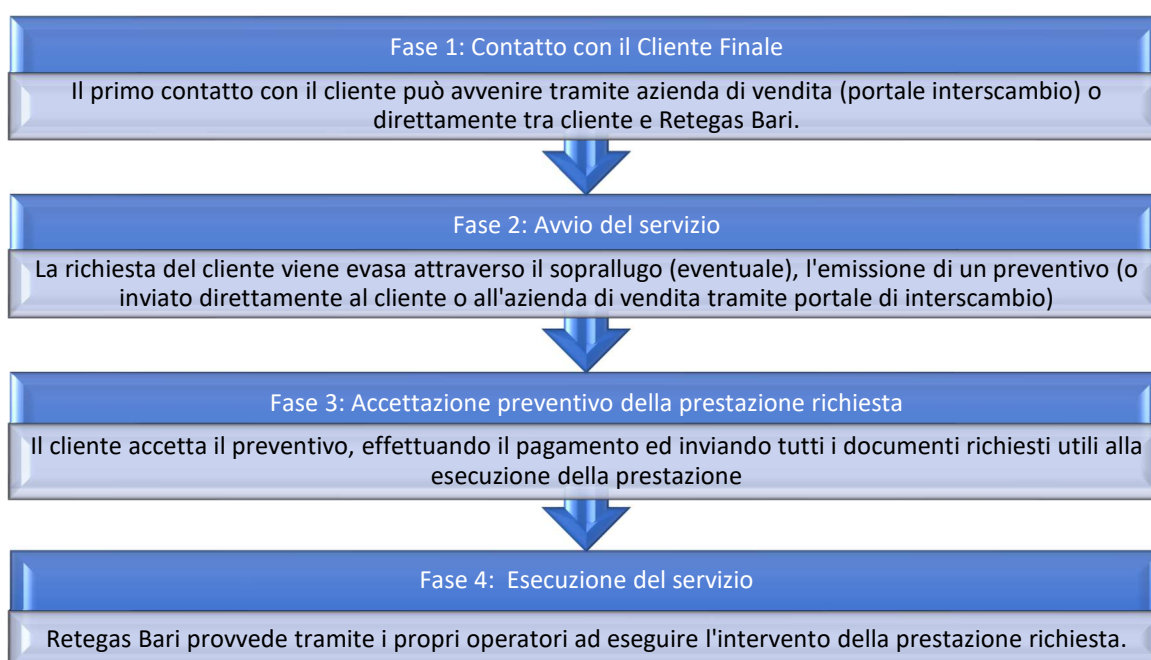 Fase 1: Contatto con il Cliente Finale
Il primo contatto con il cliente può avvenire tramite azienda di vendita (portale interscambio) o
direttamente tra cliente e Retegas Bari.
Fase 2: Avvio del servizio
La richiesta del cliente viene evasa attraverso il soprallugo (eventuale), l'emissione di un preventivo (o
inviato direttamente al cliente o all'azienda di vendita tramite portale di interscambio)
Fase 3: Accettazione preventivo della prestazione richiesta
Il cliente accetta il preventivo, effettuando il pagamento ed inviando tutti i documenti richiesti utili alla
esecuzione della prestazione
Fase 4:  Esecuzione del servizio
Retegas Bari provvede tramite i propri operatori ad eseguire l'intervento della prestazione richiesta.